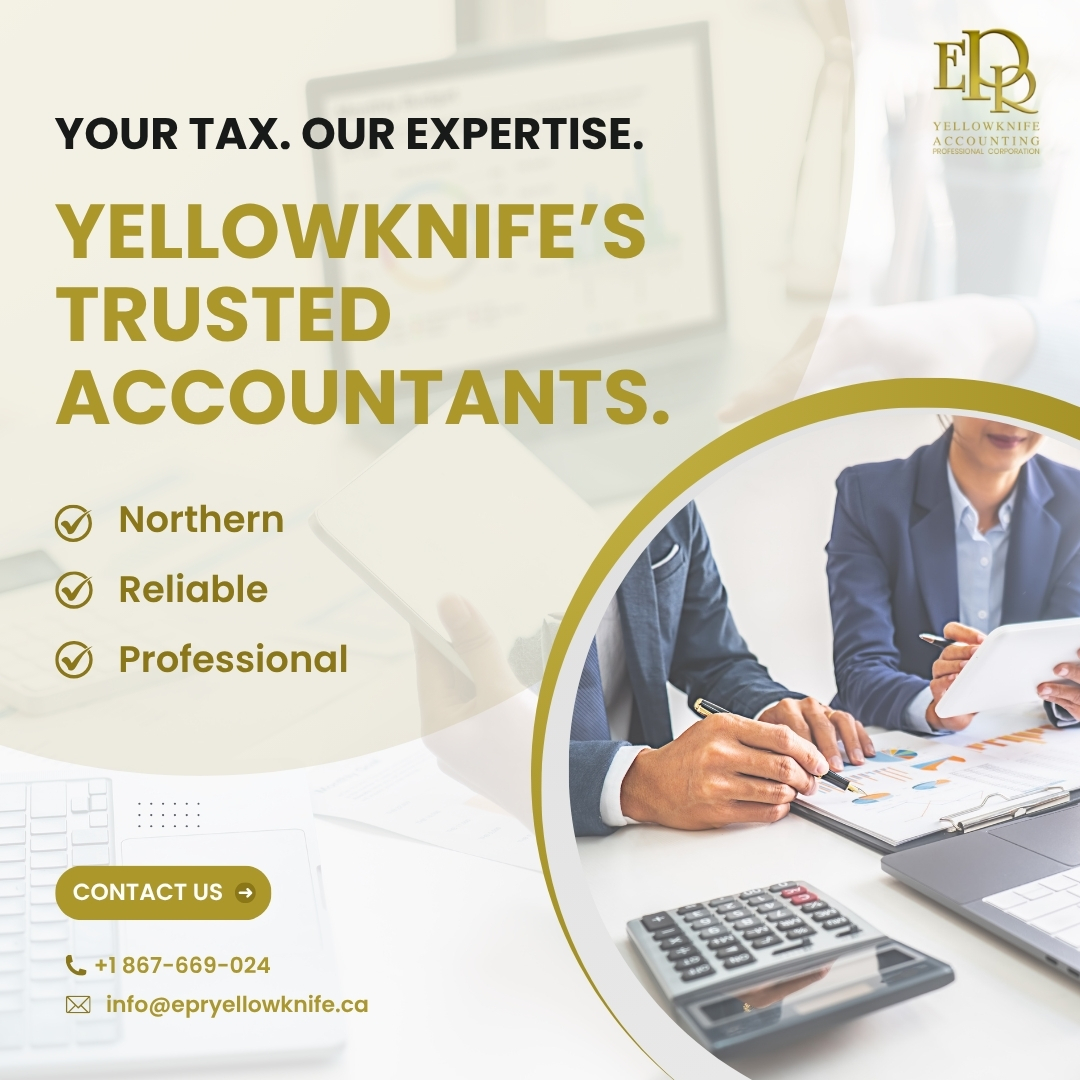 EPR
YELLOWKNIFE
ACCOUNTING
PROFESSIONAL CORPORATION
YOUR TAX. OUR EXPERTISE.
YELLOWKNIFE’S
TRUSTED
ACCOUNTANTS.
Northern
Reliable
Professional
CONTACT US
+1 867-669-024
info@epryellowknife.ca